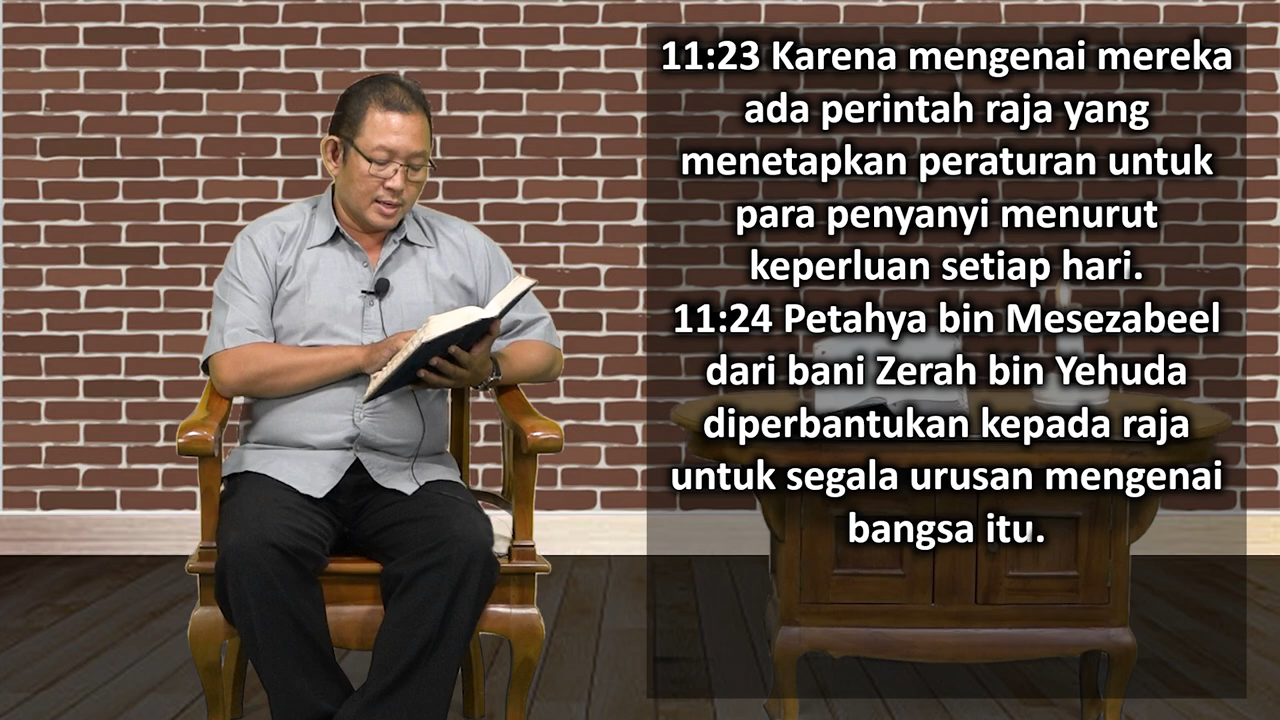 11:23 Karena mengenai mereka
ada perintah raja yang
menetapkan peraturan untuk
para penyanyi menurut
keperluan setiap hari.
11:24 Petahya bin Mesezabeel
dari bani Zerah bin Yehuda
diperbantukan kepada raja
untuk segala urusan mengenai
bangsa itu.